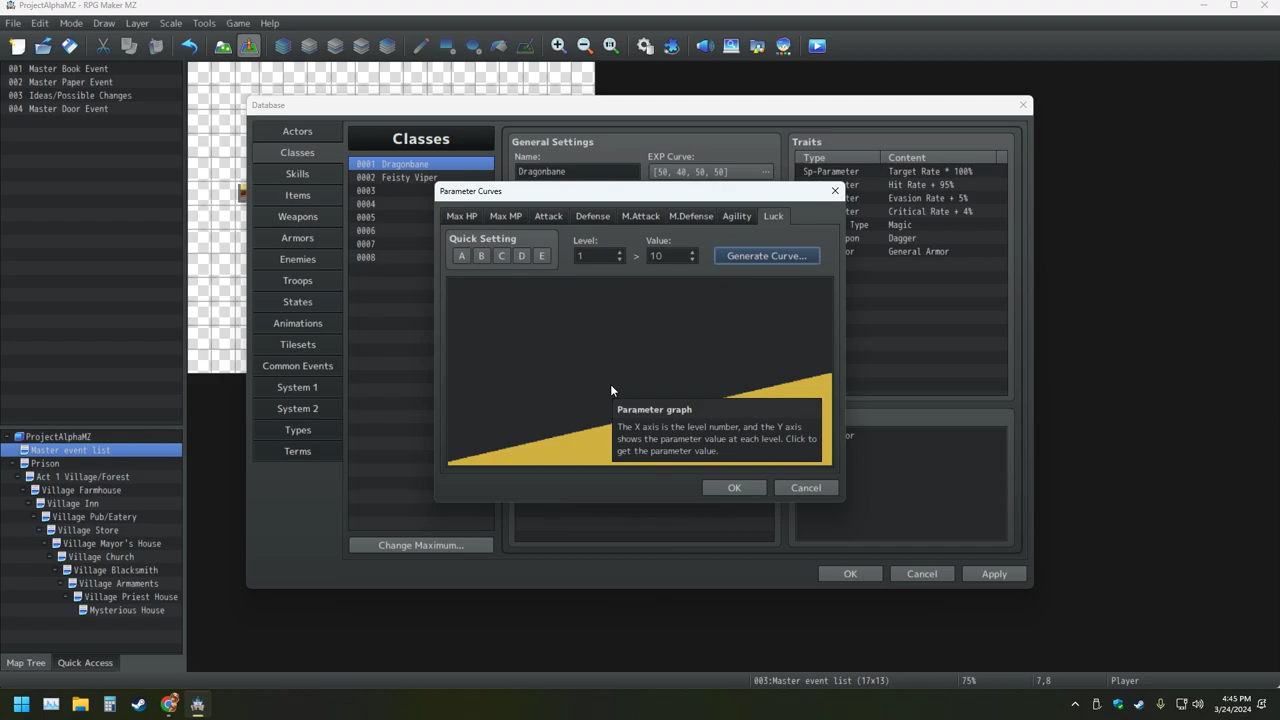 ProjectAlphaMZ - RPG Maker MZ
File Edit Mode Draw Layer Scale Tools Game Help
001 Master Book Event
002 Master Paper Event
003 Ideas/Possible Changes
004 Master Door Event
Database
Actors
Classes
Skills
Items
Weapons
Armors
Enemies
Troops
States
Animations
Tilesets
Common Events
System 1
System 2
Types
Terms
Classes
0001 Dragonbane
0002 Feisty Viper
0003
0004
0005
0006
0007
0008
Change Maximum...
General Settings
Name: EXP Curve:
Dragonbane [50, 40, 50, 50] ...
Traits
Type Content
Sp-Parameter Target Rate * 100%
ter Hit Rate + 95%
ter Evasion Rate + 5%
ter Critical Rate + 4%
Type Magic
pon Dagger
or General Armor
Parameter Curves
Max HP Max MP Attack Defense M.Attack M.Defense Agility Luck
Quick Setting Level: Value:
A B C D E 1 > 10 Generate Curve...
Parameter graph
The X axis is the level number, and the Y axis
shows the parameter value at each level. Click to
get the parameter value.
OK Cancel
or
OK Cancel Apply
ProjectAlphaMZ
Master event list
Prison
Act 1 Village/Forest
Village Farmhouse
Village Inn
Village Pub/Eatery
Village Store
Village Mayor's House
Village Church
Village Blacksmith
Village Armaments
Village Priest House
Mysterious House
Map Tree Quick Access
003:Master event list (17x13) 75% 7,8 Player
4:45 PM
3/24/2024